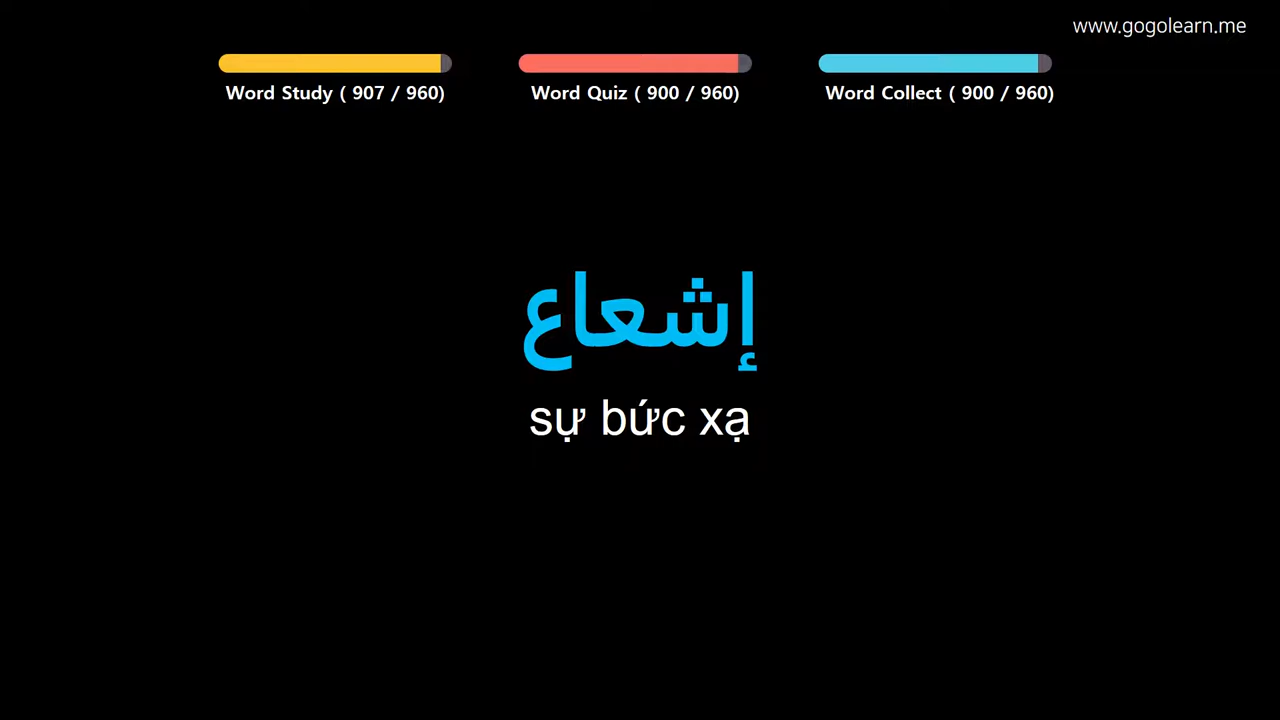 www.gogolearn.me
Word Study ( 907 / 960)
Word Quiz ( 900 / 960)
Word Collect ( 900 / 960)
إشعاع
sự bức xạ